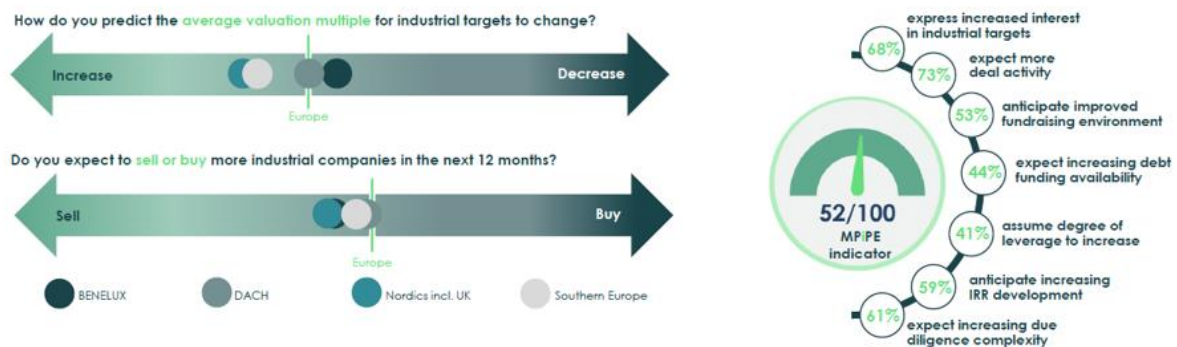 How do you predict the average valuation multiple for industrial targets to change?
Increase
Decrease
Europe
Do you expect to sell or buy more industrial companies in the next 12 months?
Sell
Buy
Europe
BENELUX
DACH
Nordics incl. UK
Southern Europe
52/100
MPiPE
indicator
68%
express increased interest
in industrial targets
73%
expect more
deal activity
53%
anticipate improved
fundraising environment
44%
expect increasing debt
funding availability
41%
assume degree of
leverage to increase
59%
anticipate increasing
IRR development
61%
expect increasing due
diligence complexity